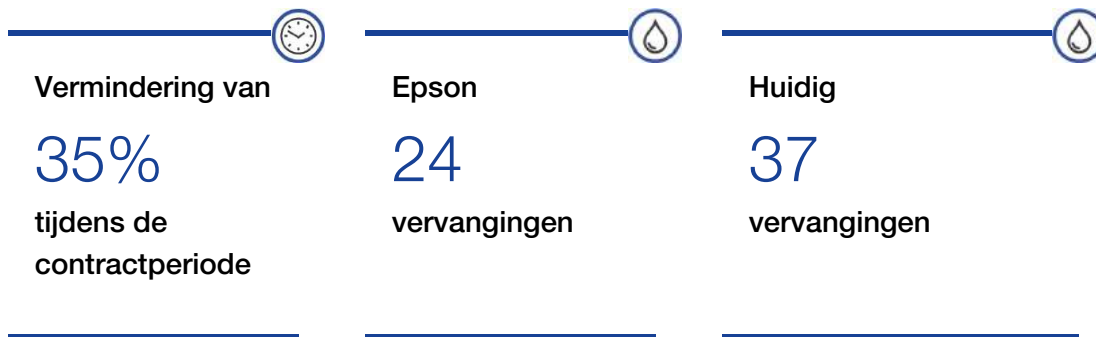 Vermindering van
35%
tijdens de
contractperiode
Epson
24
vervangingen
Huidig
37
vervangingen